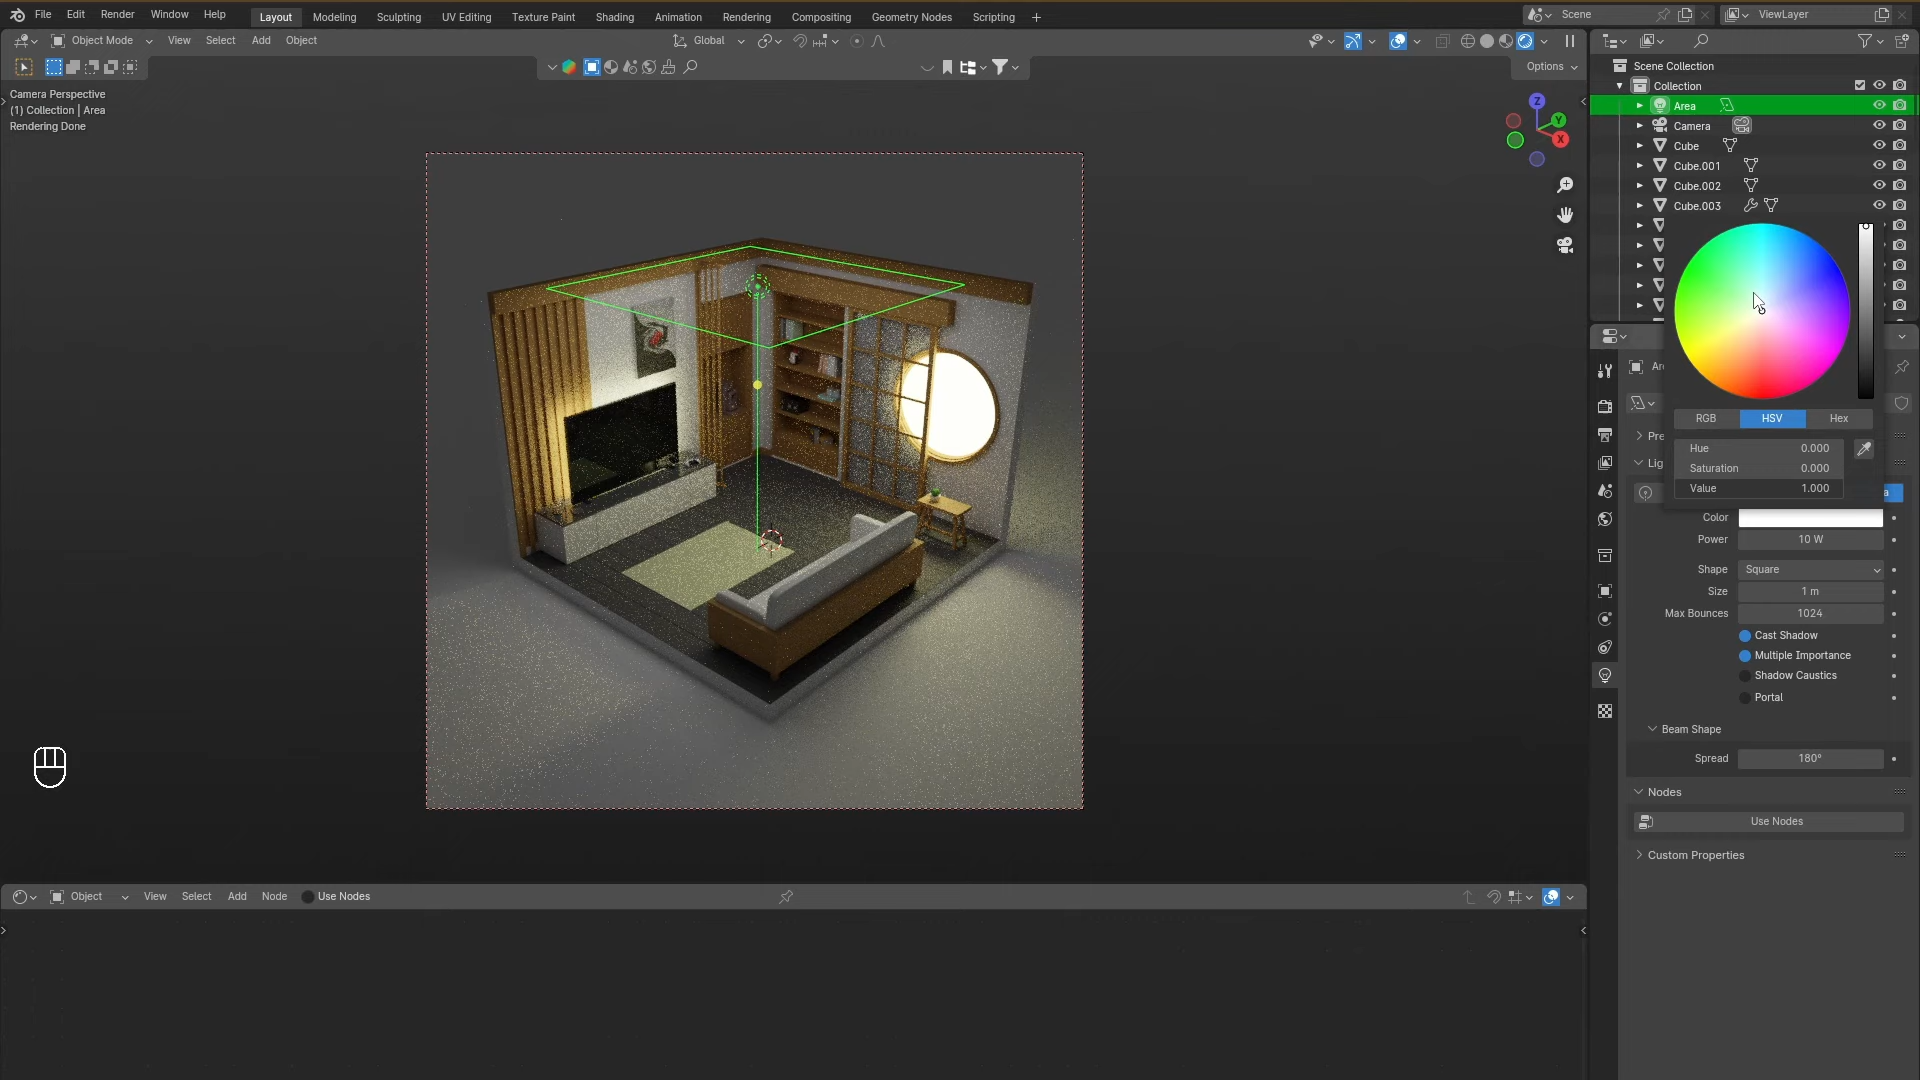 File Edit Render Window Help Layout Modeling Sculpting UV Editing Texture Paint Shading Animation Rendering Compositing Geometry Nodes Scripting + Scene ViewLayer
Object Mode View Select Add Object Global
Options
Camera Perspective
(1) Collection | Area
Rendering Done
Z
Y
X
Scene Collection
Collection
Area
Camera
Cube
Cube.001
Cube.002
Cube.003
RGB HSV Hex
Hue 0.000
Saturation 0.000
Value 1.000
Color
Power 10 W
Shape Square
Size 1 m
Max Bounces 1024
Cast Shadow
Multiple Importance
Shadow Caustics
Portal
Beam Shape
Spread 180°
Nodes
Use Nodes
Custom Properties
Object View Select Add Node Use Nodes